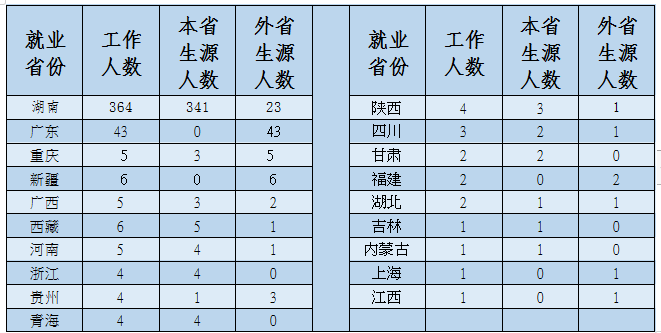 就业省份 工作人数 本省生源人数 外省生源人数 就业省份 工作人数 本省生源人数 外省生源人数
湖南 364 341 23 陕西 4 3 1
广东 43 0 43 四川 3 2 1
重庆 5 3 5 甘肃 2 2 0
新疆 6 0 6 福建 2 0 2
广西 5 3 2 湖北 2 1 1
西藏 6 5 1 吉林 1 1 0
河南 5 4 1 内蒙古 1 1 0
浙江 4 4 0 上海 1 0 1
贵州 4 1 3 江西 1 0 1
青海 4 4 0